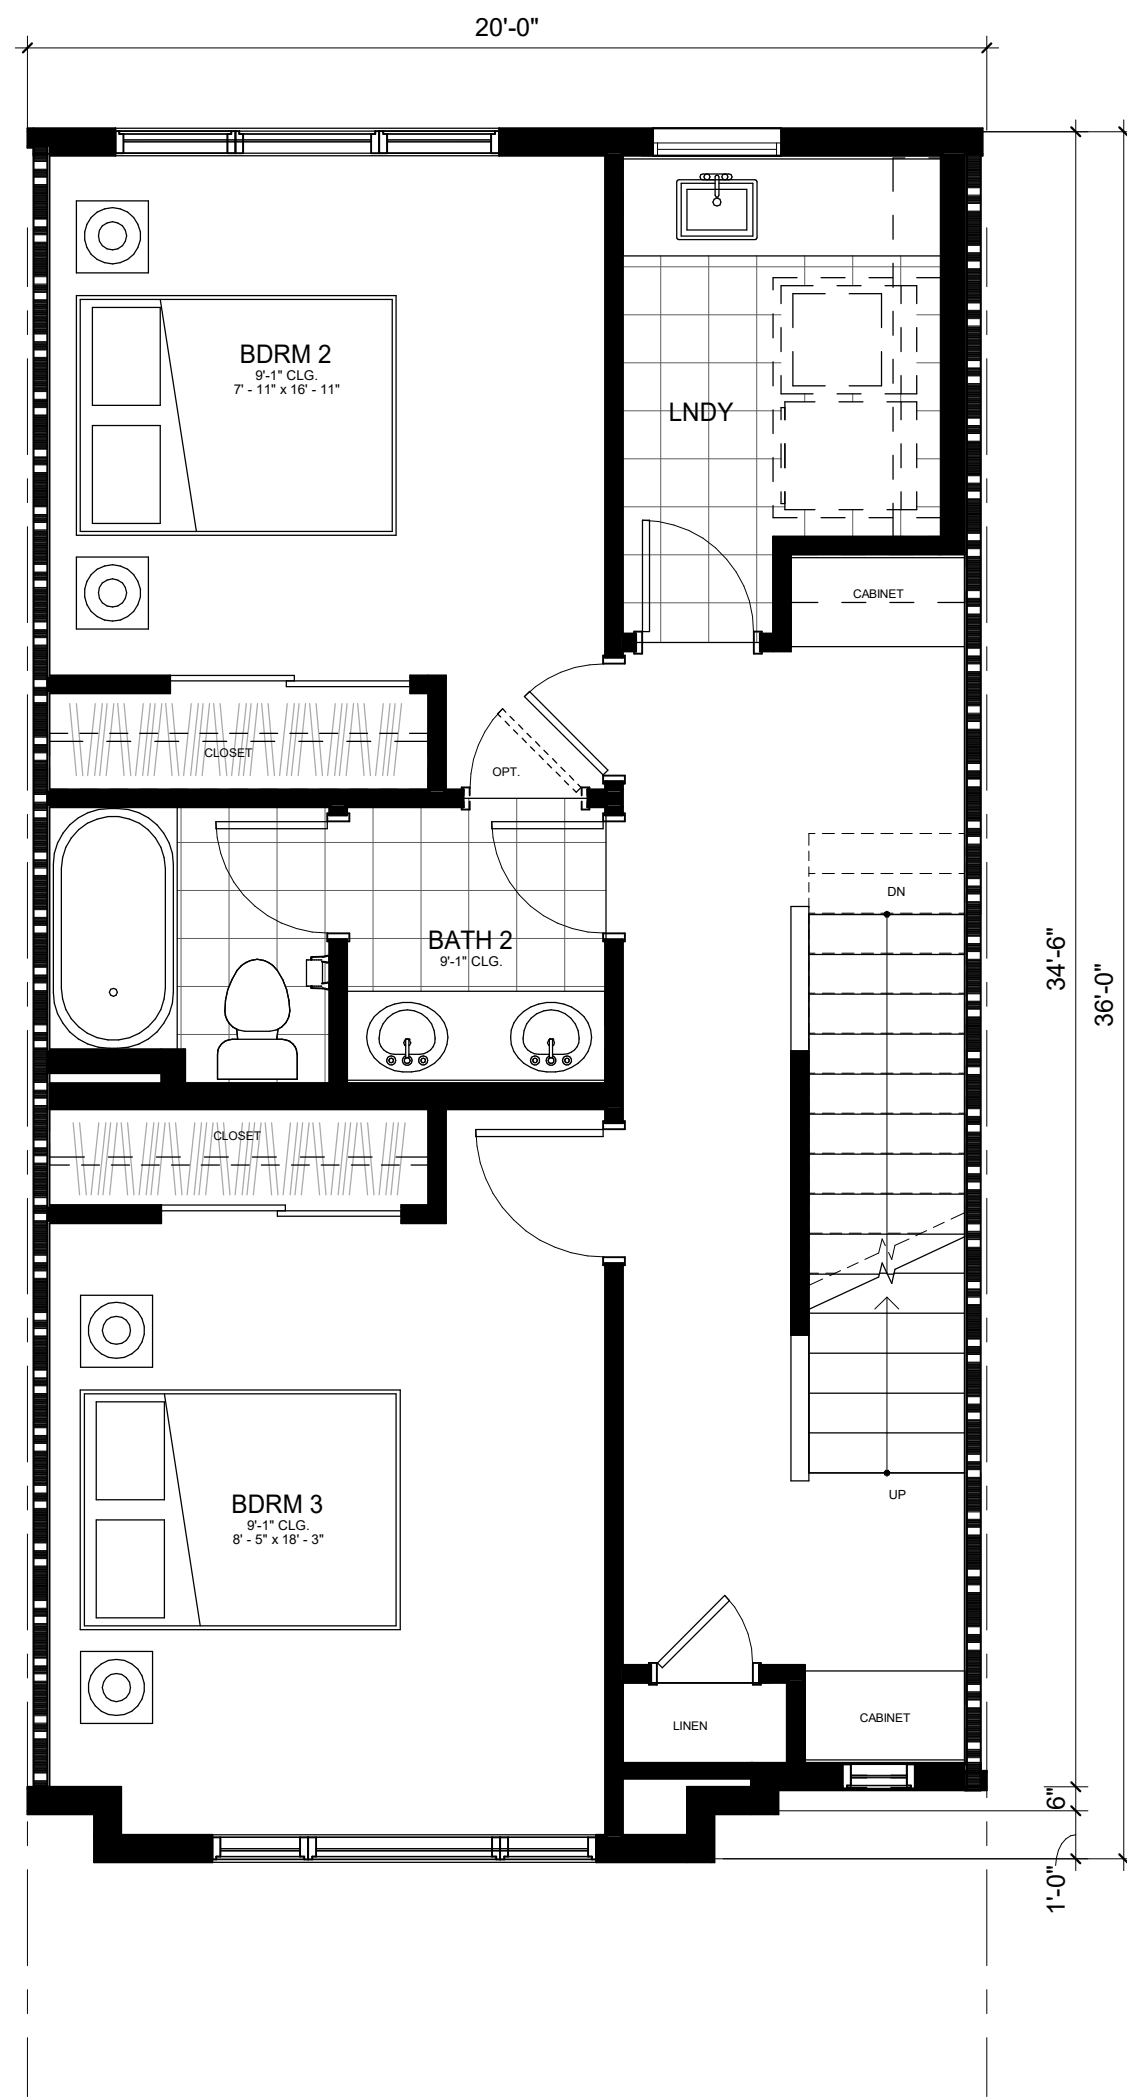 20'-0"
BDRM 2
9'-1" CLG.
7' - 11" x 16' - 11"
LNDY
CABINET
CLOSET
OPT.
DN
BATH 2
9'-1" CLG.
34'-6"
36'-0"
CLOSET
BDRM 3
9'-1" CLG.
8' - 5" x 18' - 3"
UP
LINEN
CABINET
6"
1'-0"